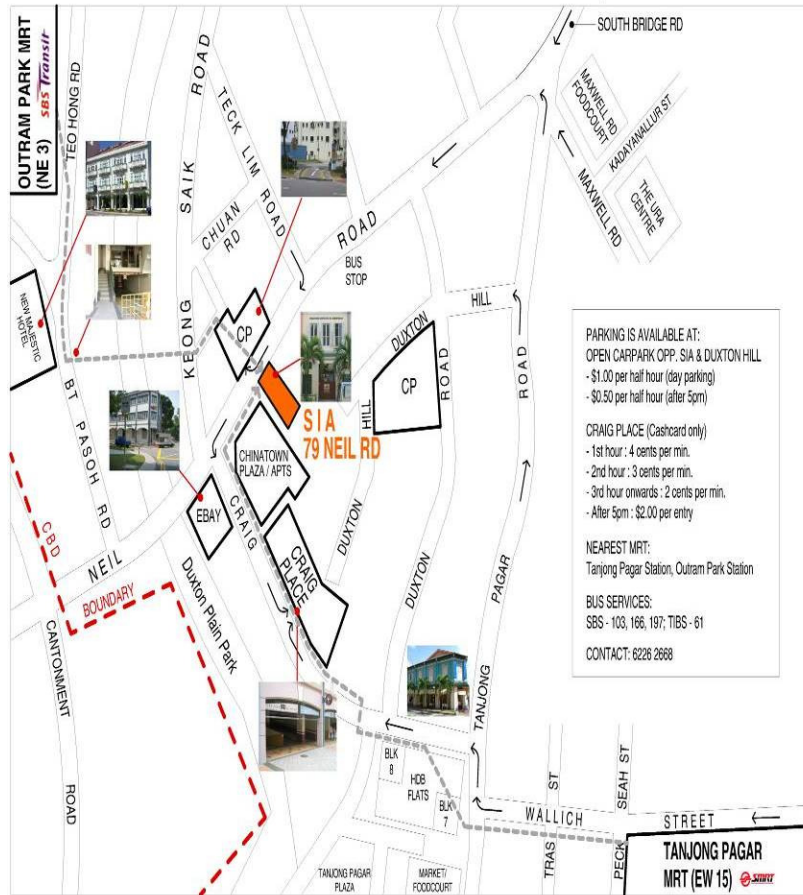 OUTRAM PARK MRT
(NE 3)
SBS Transit
TEO HONG RD
KEONG SAIK ROAD
TECK LIM ROAD
CHUAN RD
SOUTH BRIDGE RD
MAXWELL RD
FOODCOURT
KADAYANALLUR ST
THE URA
CENTRE
MAXWELL RD
ROAD
BUS
STOP
NEW MAJESTIC
HOTEL
BT PASOH RD
CP
DUXTON HILL
CP
DUXTON HILL
DUXTON ROAD
TANJONG PAGAR ROAD
S I A
79 NEIL RD
CHINATOWN
PLAZA / APTS
EBAY
CRAIG
CRAIG
PLACE
NEIL
CBD
BOUNDARY
Duxton Plain Park
CANTONMENT ROAD
PARKING IS AVAILABLE AT:
OPEN CARPARK OPP. SIA & DUXTON HILL
- $1.00 per half hour (day parking)
- $0.50 per half hour (after 5pm)
CRAIG PLACE (Cashcard only)
- 1st hour : 4 cents per min.
- 2nd hour : 3 cents per min.
- 3rd hour onwards : 2 cents per min.
- After 5pm : $2.00 per entry
NEAREST MRT:
Tanjong Pagar Station, Outram Park Station
BUS SERVICES:
SBS - 103, 166, 197; TIBS - 61
CONTACT: 6226 2668
BLK
8
HDB
FLATS
BLK
7
TRAS ST
PECK SEAH ST
WALLICH STREET
TANJONG PAGAR
PLAZA
MARKET/
FOODCOURT
TANJONG PAGAR
MRT (EW 15)
SMRT